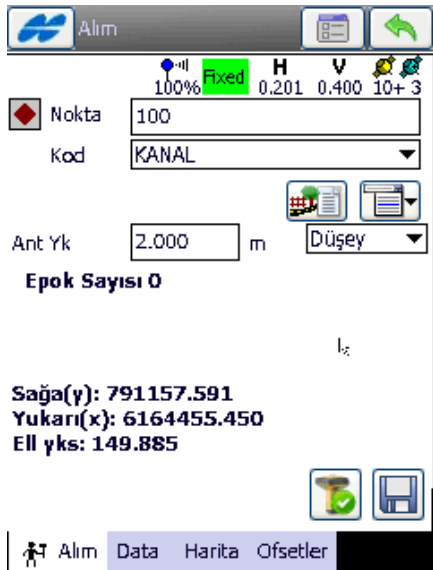 Alım
100% Fixed H 0.201 V 0.400 10+ 3
Nokta 100
Kod KANAL
Ant Yk 2.000 m Düşey
Epok Sayısı 0
Sağa(y): 791157.591
Yukarı(x): 6164455.450
Ell yks: 149.885
Alım Data Harita Ofsetler